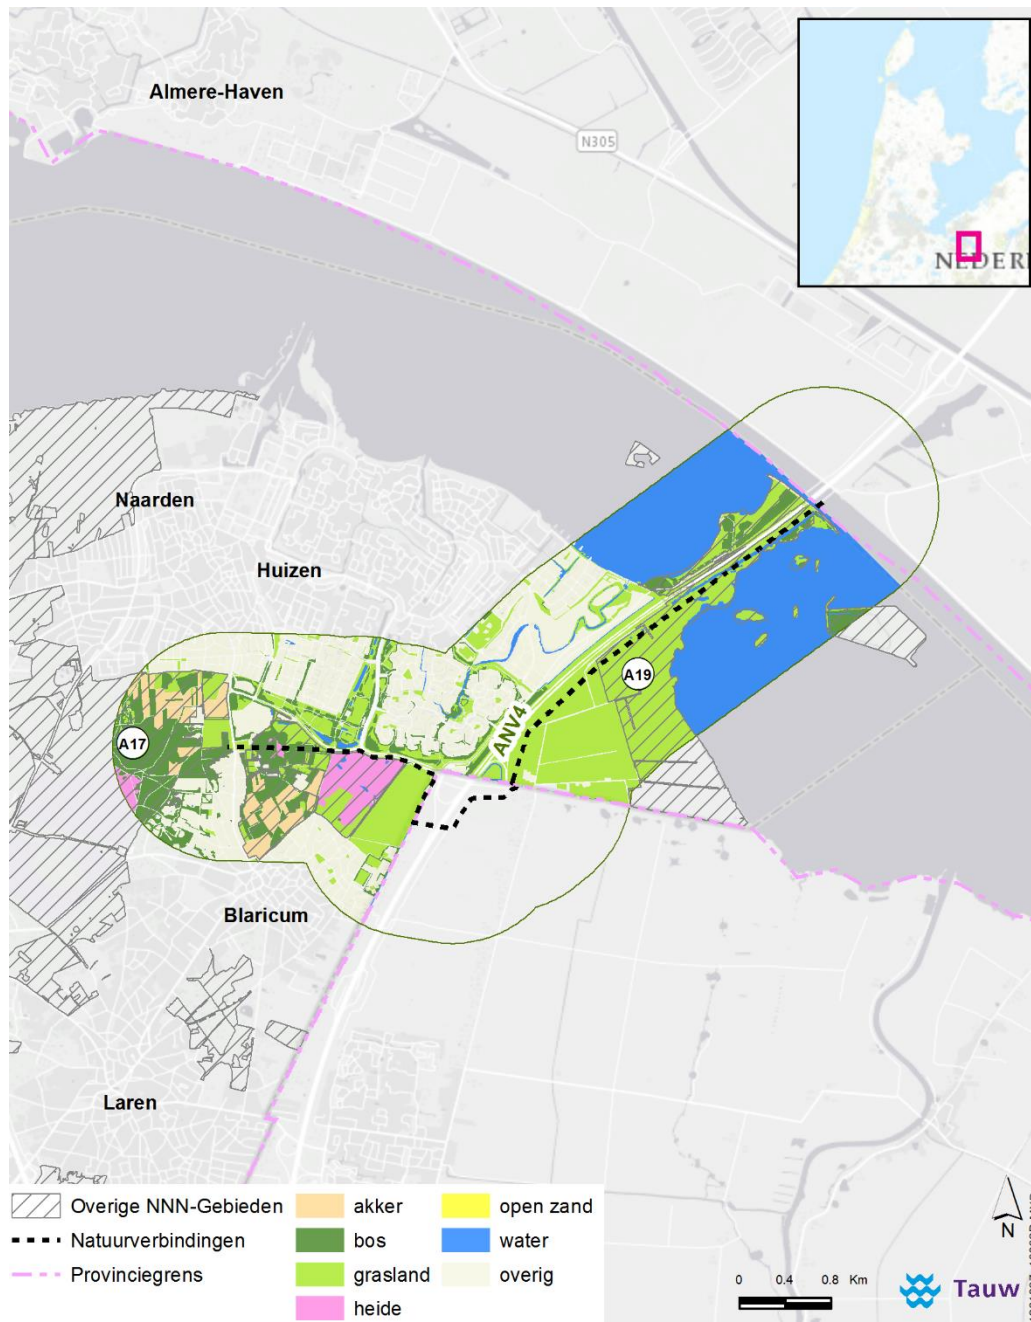 Almere-Haven
N305
NEDERI
Naarden
Huizen
A19
ANV4
A17
Blaricum
Laren
Overige NNN-Gebieden
Natuurverbindingen
Provinciegrens
akker
bos
grasland
heide
open zand
water
overig
0 0.4 0.8 Km
N
Tauw